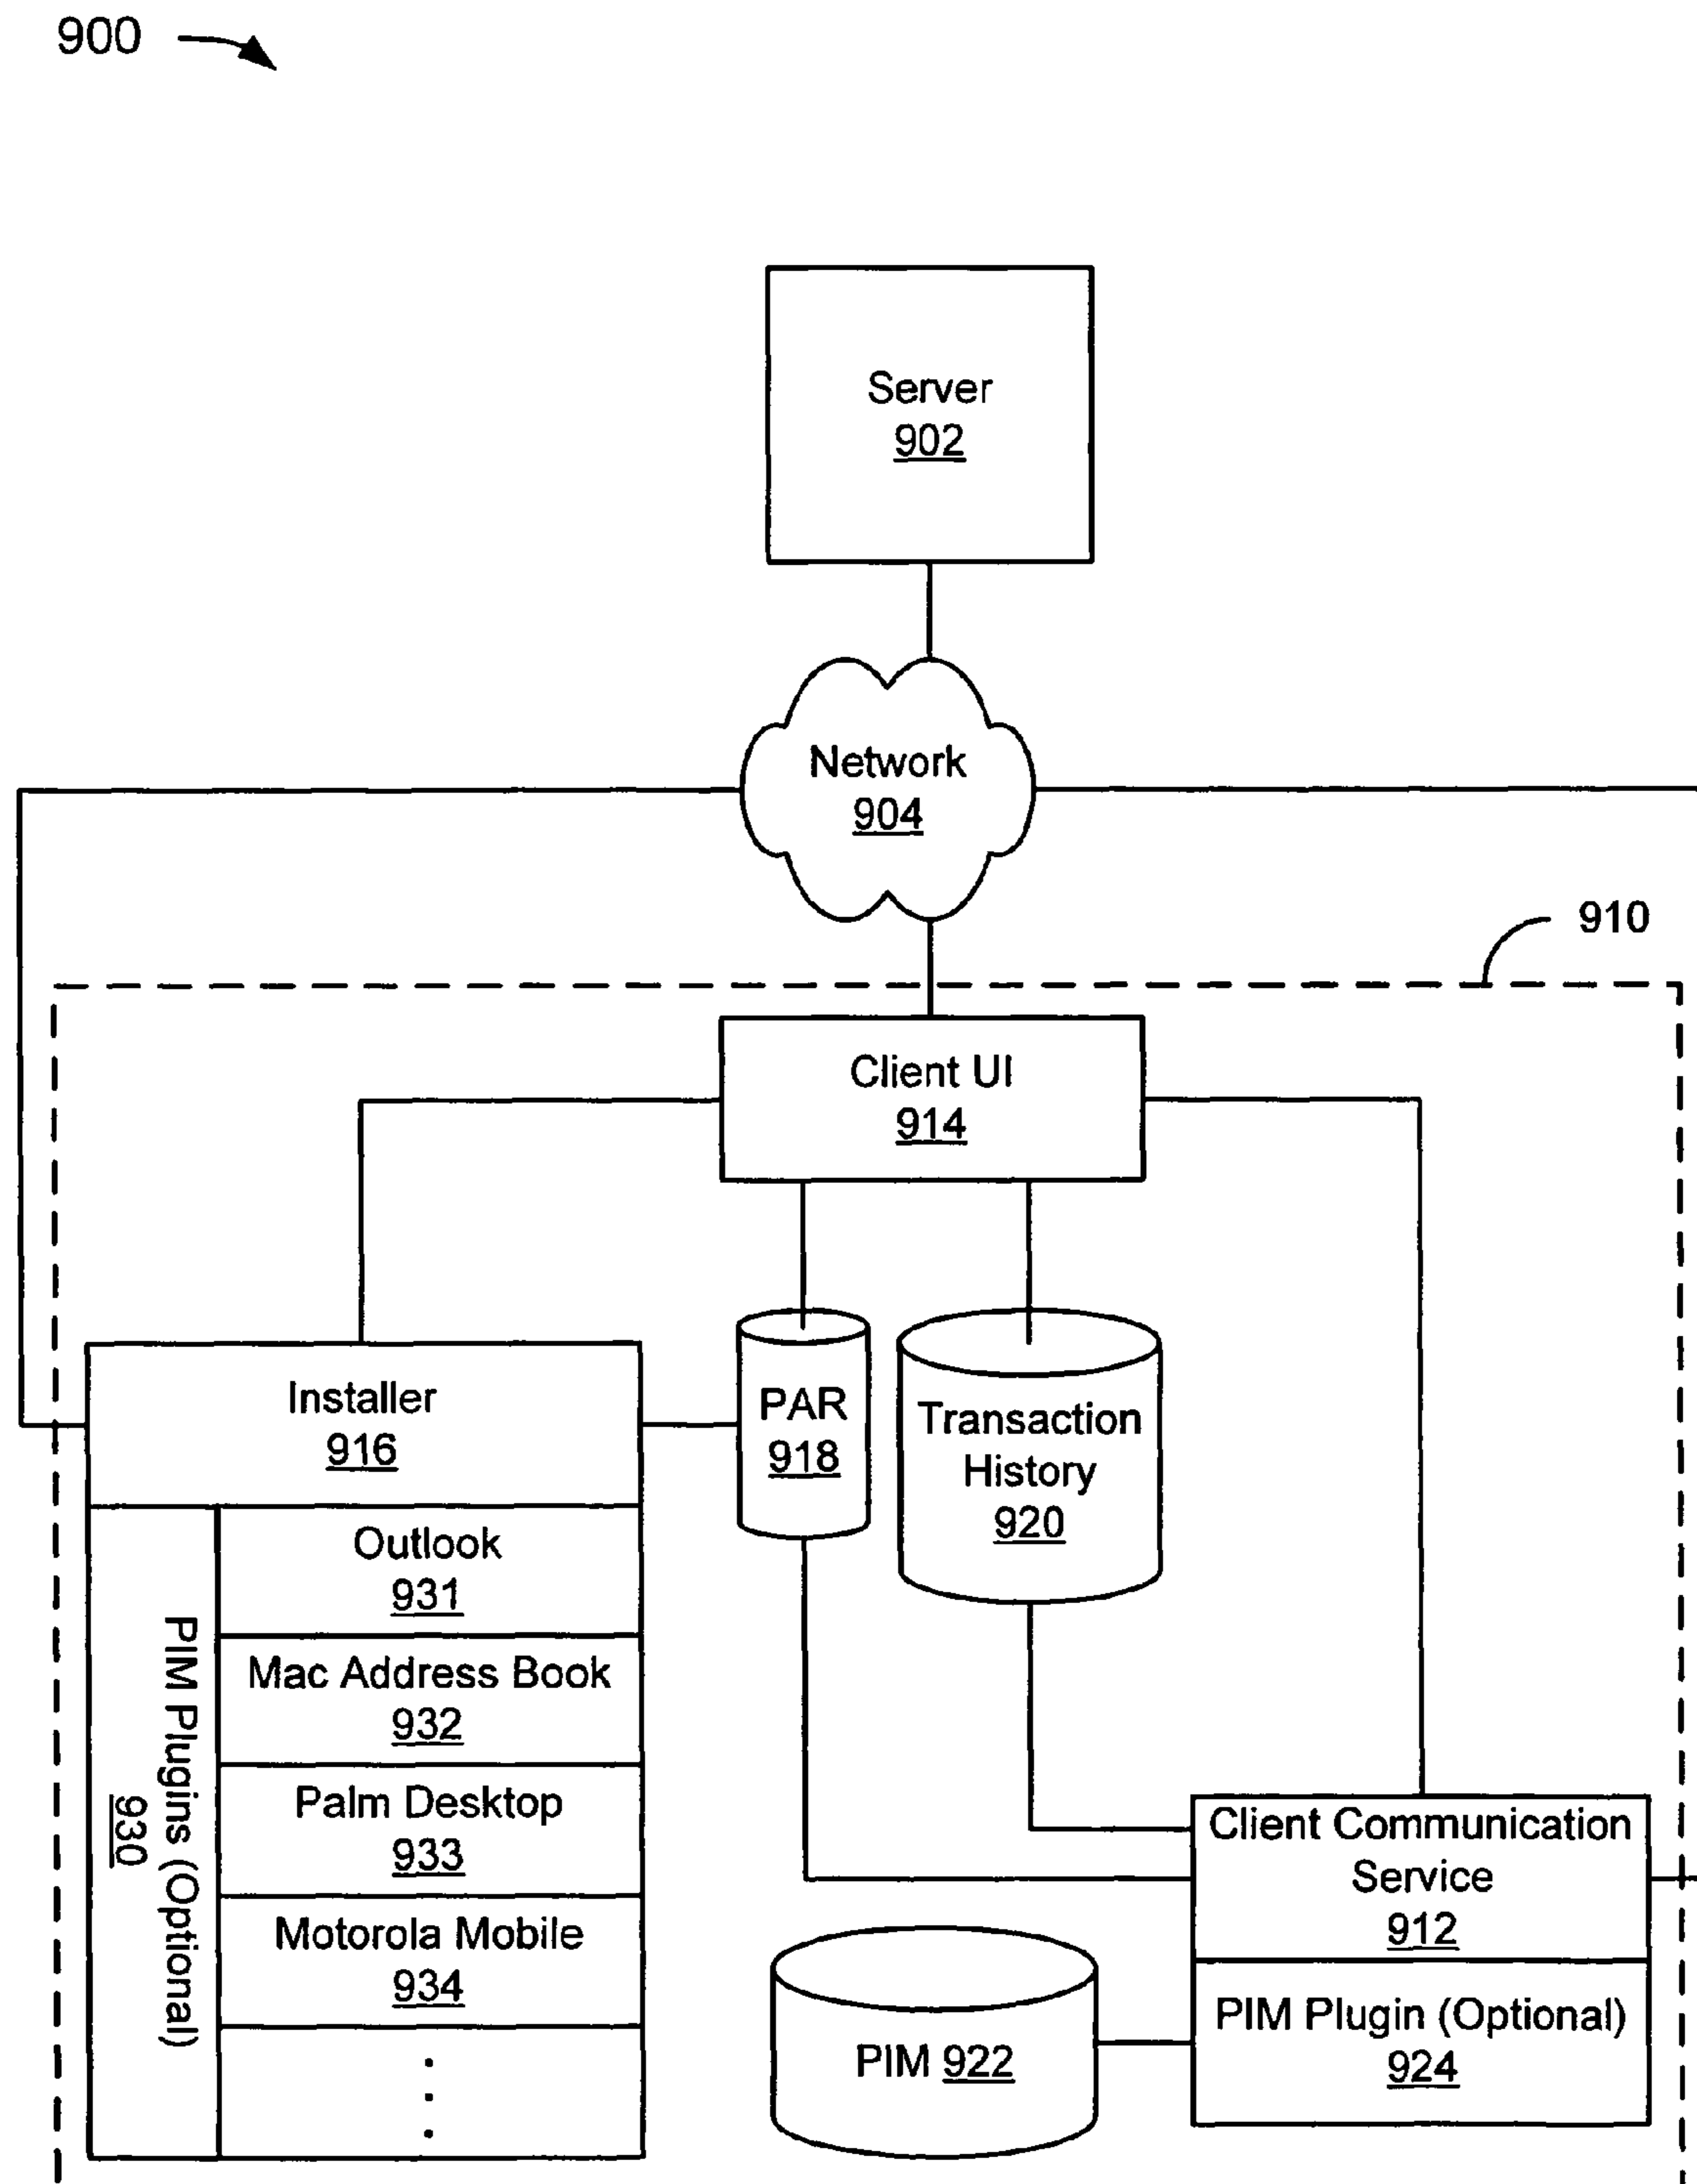 900
Server
902
Network
904
910
Client UI
914
Installer
916
PAR
918
Transaction
History
920
PIM Plugins (Optional)
930
Outlook
931
Mac Address Book
932
Palm Desktop
933
Motorola Mobile
934
Client Communication
Service
912
PIM Plugin (Optional)
924
PIM 922